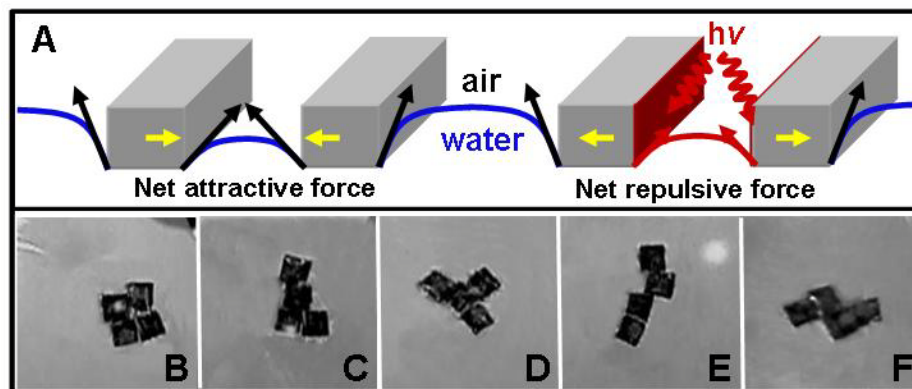 A
hν
air
water
Net attractive force
Net repulsive force
B
C
D
E
F